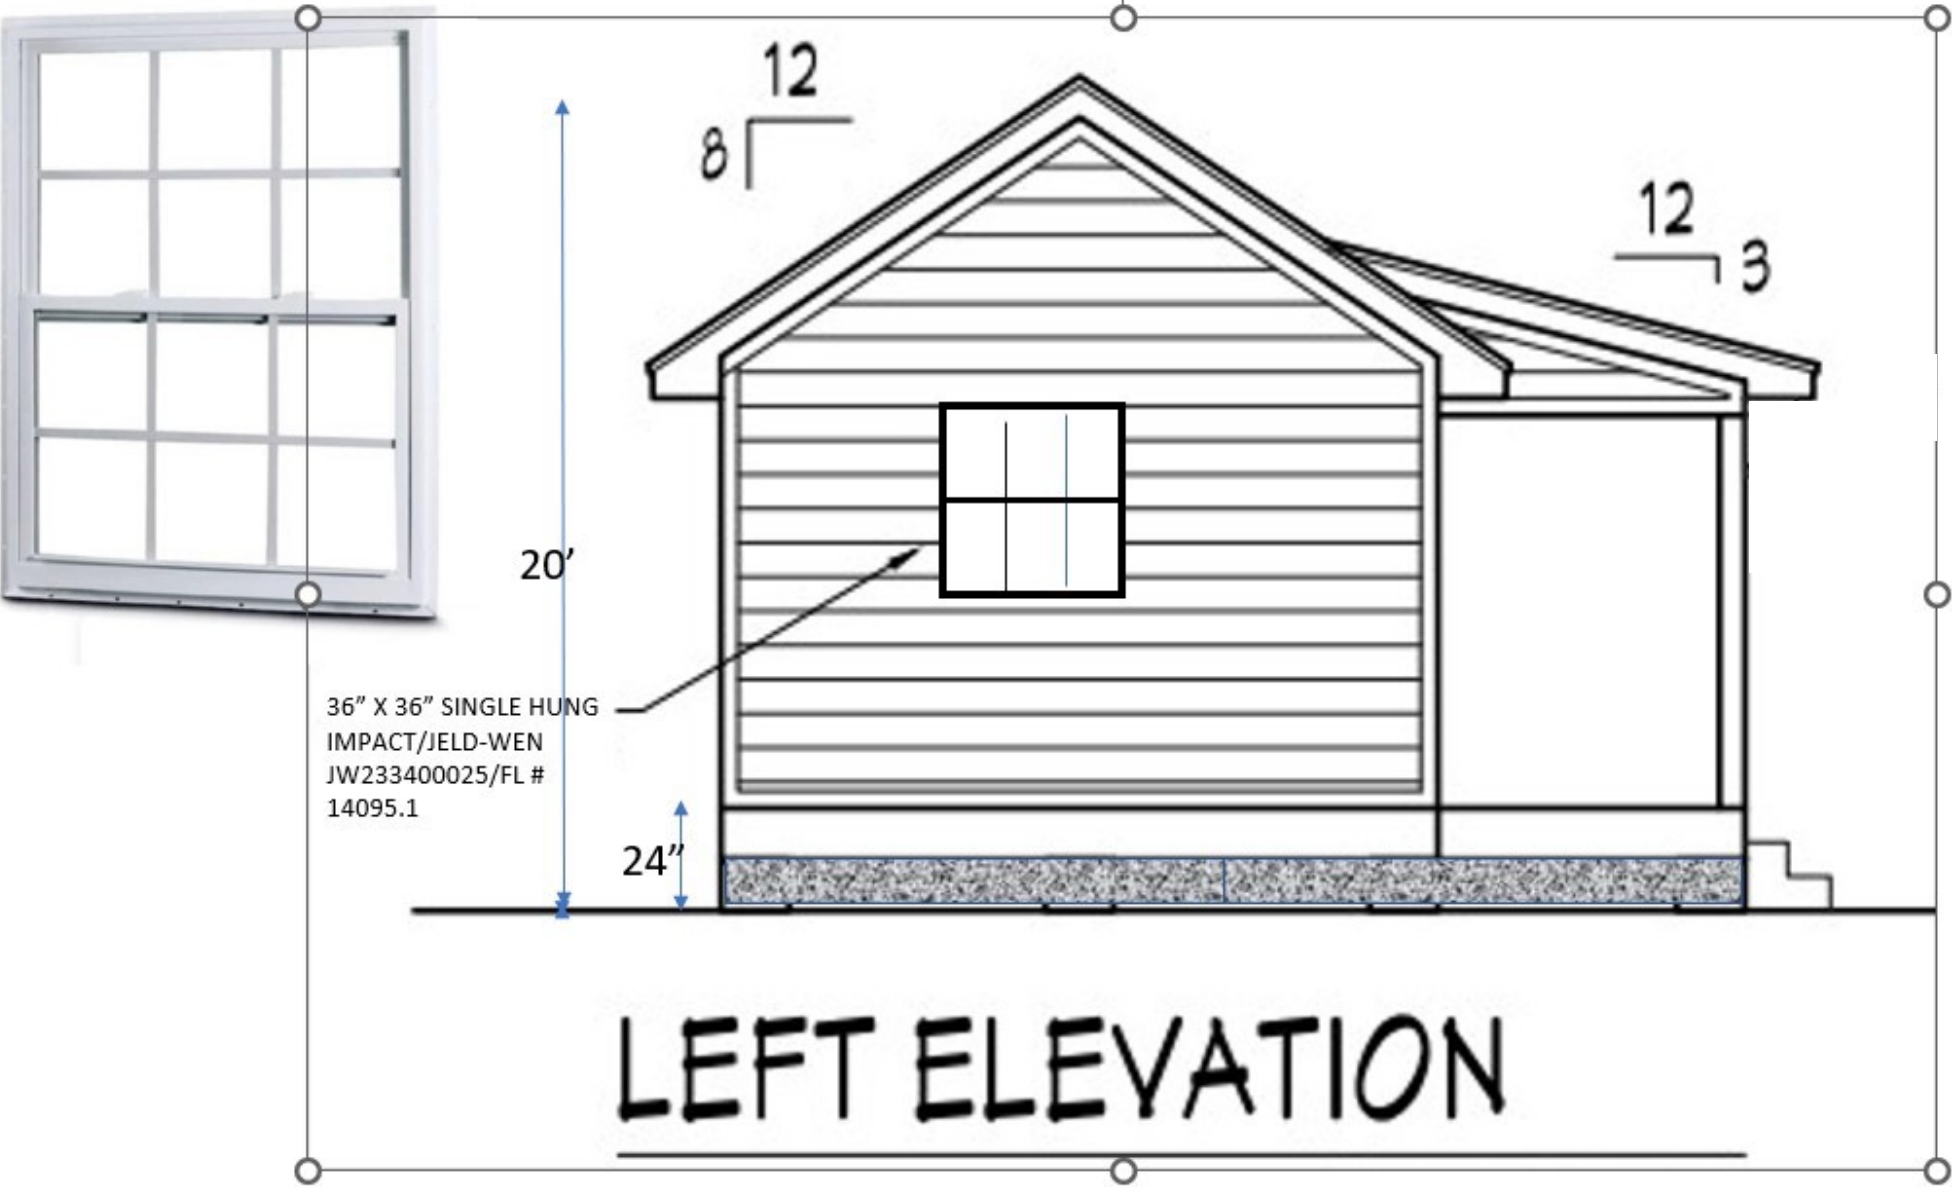 12
8
12
3
20’
36” X 36” SINGLE HUNG
IMPACT/JELD-WEN
JW233400025/FL #
14095.1
24”
LEFT ELEVATION